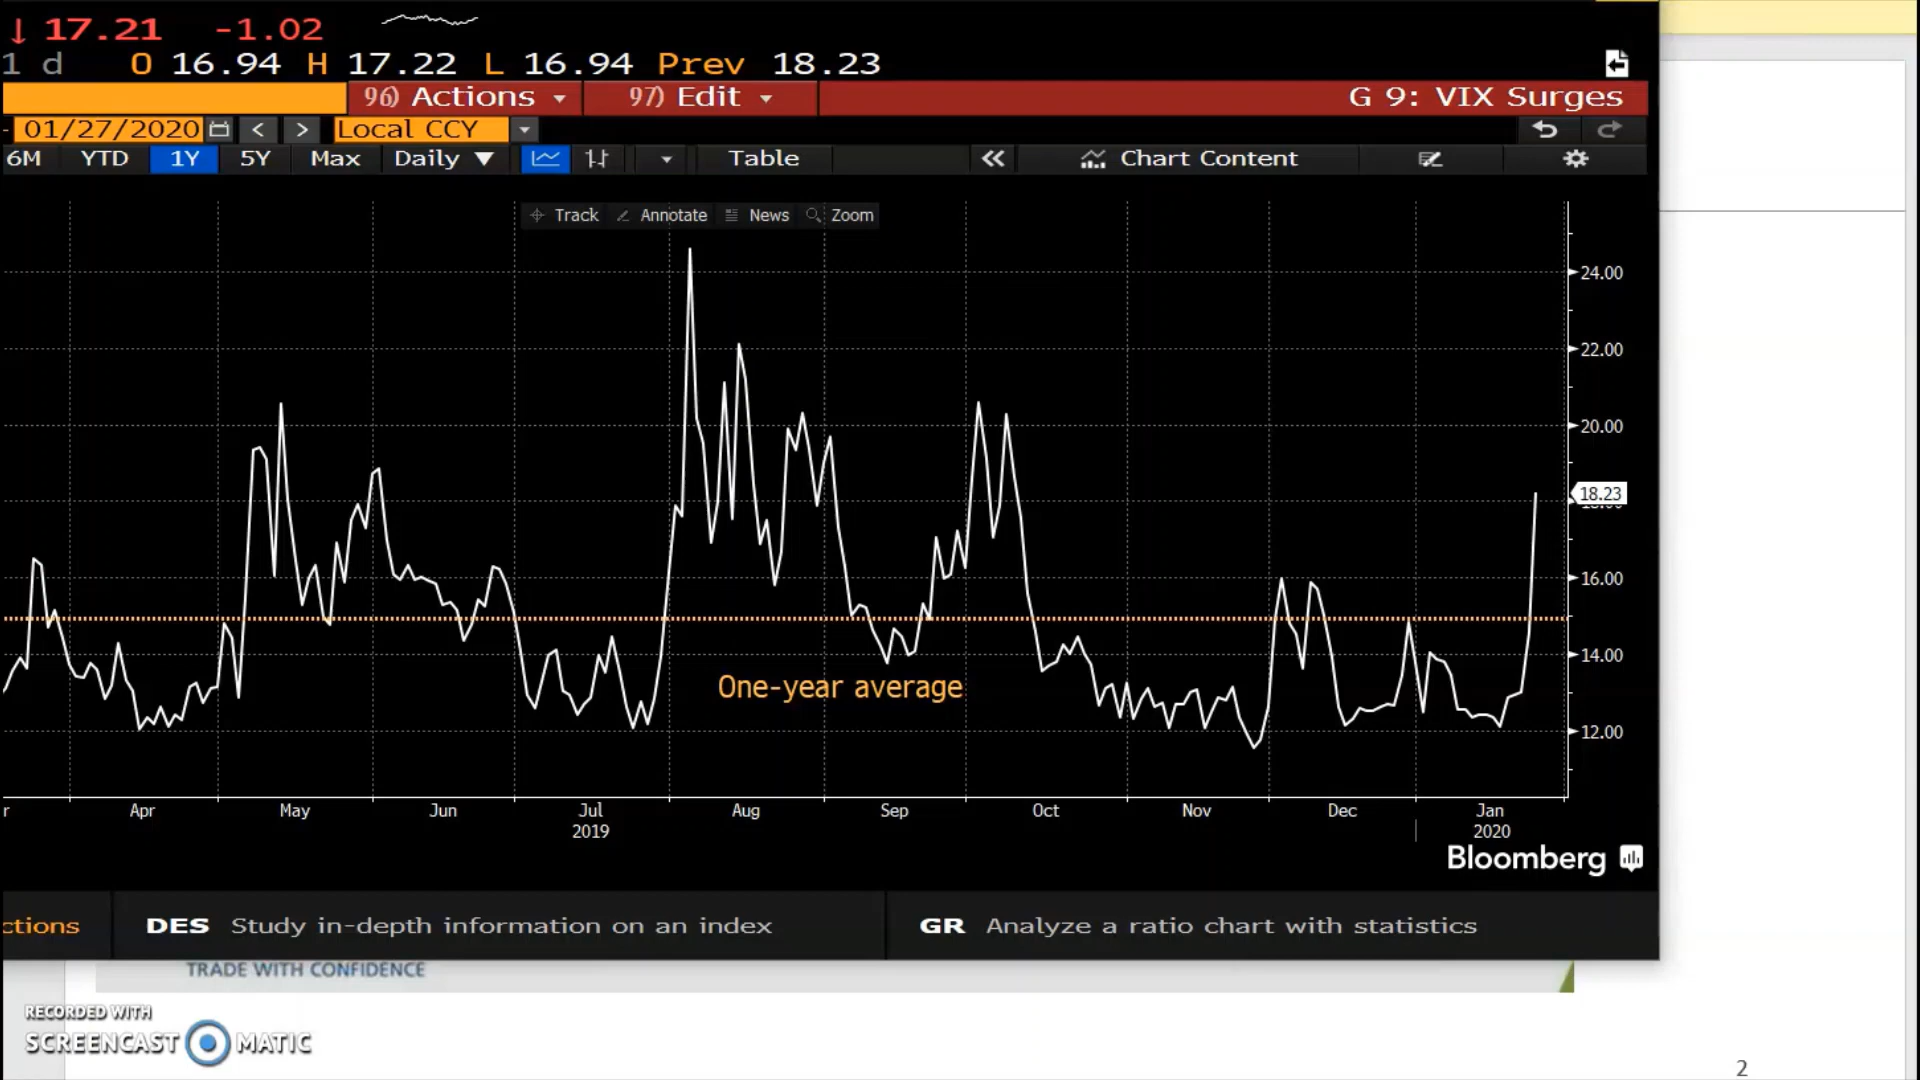 ↓ 17.21 -1.02
1 d O 16.94 H 17.22 L 16.94 Prev 18.23
96) Actions 97) Edit G 9: VIX Surges
- 01/27/2020 < > Local CCY
6M YTD 1Y 5Y Max Daily ▼ Table « Chart Content
Track Annotate News Zoom
24.00
22.00
20.00
18.23
18.00
16.00
14.00
One-year average
12.00
r Apr May Jun Jul Aug Sep Oct Nov Dec Jan
2019 2020
Bloomberg
ctions DES Study in-depth information on an index GR Analyze a ratio chart with statistics
TRADE WITH CONFIDENCE
RECORDED WITH
SCREENCAST MATIC
2